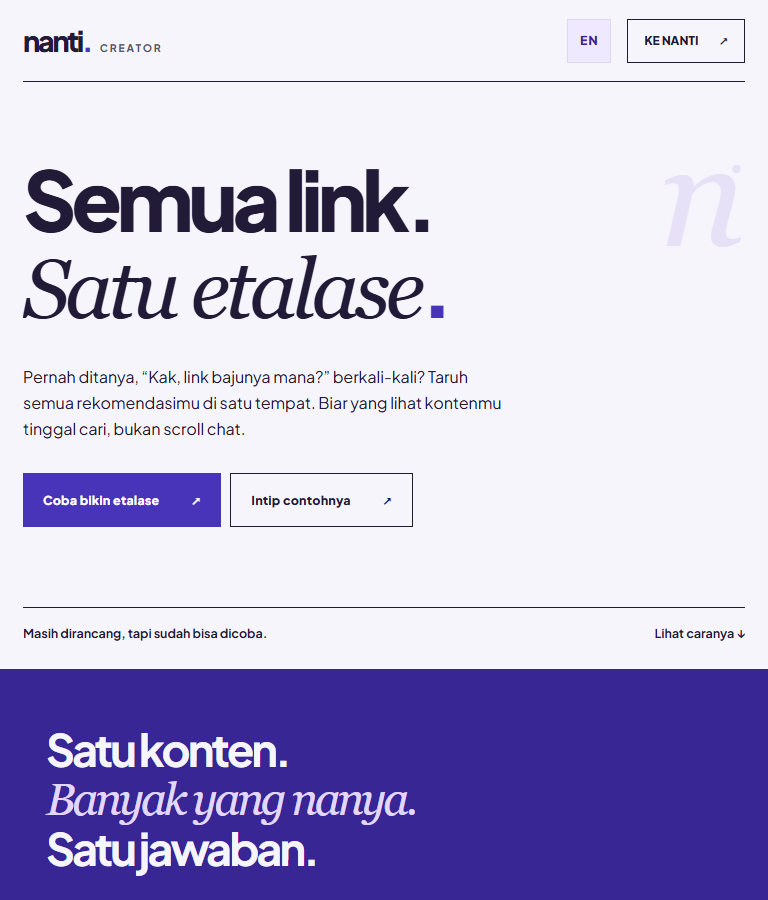 nanti. CREATOR
EN
KE NANTI ↗
n
Semua link.
Satu etalase.
Pernah ditanya, “Kak, link bajunya mana?” berkali-kali? Taruh
semua rekomendasimu di satu tempat. Biar yang lihat kontenmu
tinggal cari, bukan scroll chat.
Coba bikin etalase ↗
Intip contohnya ↗
Masih dirancang, tapi sudah bisa dicoba.
Lihat caranya ↓
Satu konten.
Banyak yang nanya.
Satu jawaban.